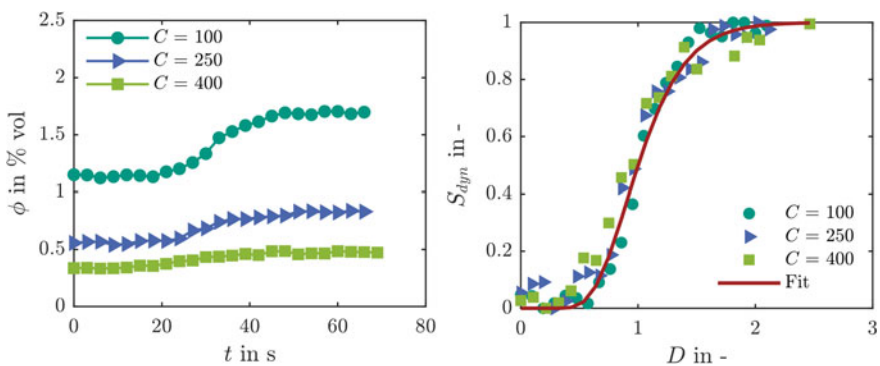 2.5
2
1.5
1
0.5
0
ϕ in % vol
C = 100
C = 250
C = 400
0 20 40 60 80
t in s
1
0.8
0.6
0.4
0.2
0
S_dyn in -
C = 100
C = 250
C = 400
Fit
0 1 2 3
D in -